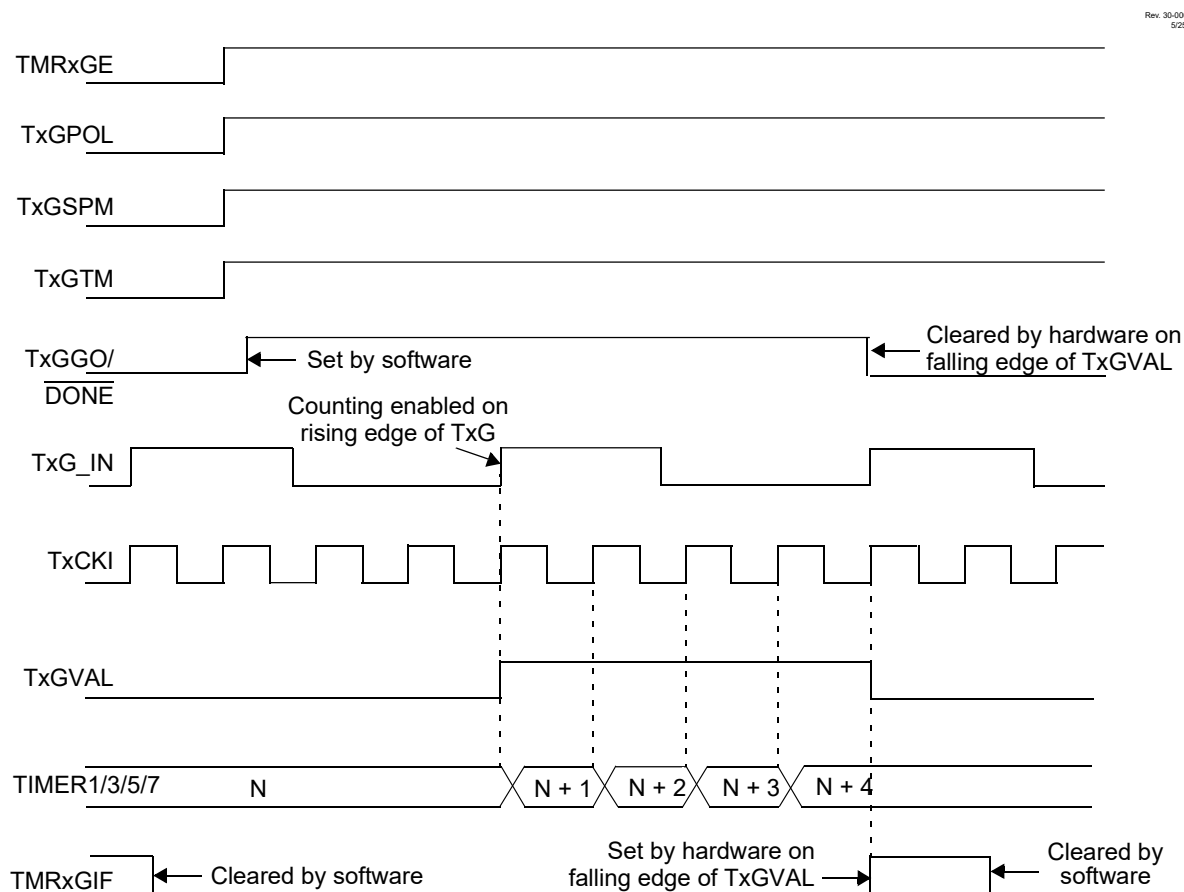 Rev. 30-00
5/25
TMRxGE
TxGPOL
TxGSPM
TxGTM
TxGGO/
DONE
Set by software
Cleared by hardware on
falling edge of TxGVAL
Counting enabled on
rising edge of TxG
TxG_IN
TxCKI
TxGVAL
TIMER1/3/5/7
N
N + 1
N + 2
N + 3
N + 4
TMRxGIF
Cleared by software
Set by hardware on
falling edge of TxGVAL
Cleared by
software